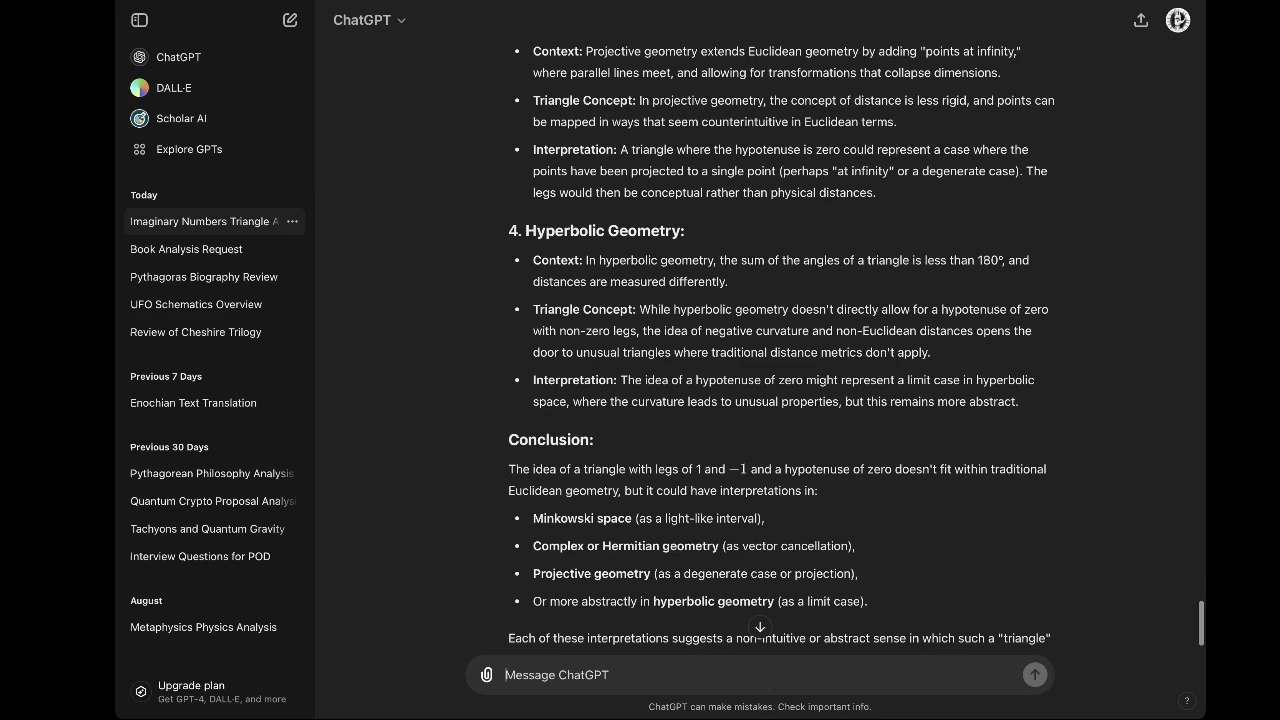 ChatGPT
DALL·E
Scholar AI
Explore GPTs
Today
Imaginary Numbers Triangle A
Book Analysis Request
Pythagoras Biography Review
UFO Schematics Overview
Review of Cheshire Trilogy
Previous 7 Days
Enochian Text Translation
Previous 30 Days
Pythagorean Philosophy Analysis
Quantum Crypto Proposal Analys
Tachyons and Quantum Gravity
Interview Questions for POD
August
Metaphysics Physics Analysis
Upgrade plan
Get GPT-4, DALL·E, and more
ChatGPT
• Context: Projective geometry extends Euclidean geometry by adding "points at infinity,"
where parallel lines meet, and allowing for transformations that collapse dimensions.
• Triangle Concept: In projective geometry, the concept of distance is less rigid, and points can
be mapped in ways that seem counterintuitive in Euclidean terms.
• Interpretation: A triangle where the hypotenuse is zero could represent a case where the
points have been projected to a single point (perhaps "at infinity" or a degenerate case). The
legs would then be conceptual rather than physical distances.
4. Hyperbolic Geometry:
• Context: In hyperbolic geometry, the sum of the angles of a triangle is less than 180°, and
distances are measured differently.
• Triangle Concept: While hyperbolic geometry doesn't directly allow for a hypotenuse of zero
with non-zero legs, the idea of negative curvature and non-Euclidean distances opens the
door to unusual triangles where traditional distance metrics don't apply.
• Interpretation: The idea of a hypotenuse of zero might represent a limit case in hyperbolic
space, where the curvature leads to unusual properties, but this remains more abstract.
Conclusion:
The idea of a triangle with legs of 1 and −1 and a hypotenuse of zero doesn't fit within traditional
Euclidean geometry, but it could have interpretations in:
• Minkowski space (as a light-like interval),
• Complex or Hermitian geometry (as vector cancellation),
• Projective geometry (as a degenerate case or projection),
• Or more abstractly in hyperbolic geometry (as a limit case).
Each of these interpretations suggests a non-intuitive or abstract sense in which such a "triangle"
Message ChatGPT
ChatGPT can make mistakes. Check important info.
?